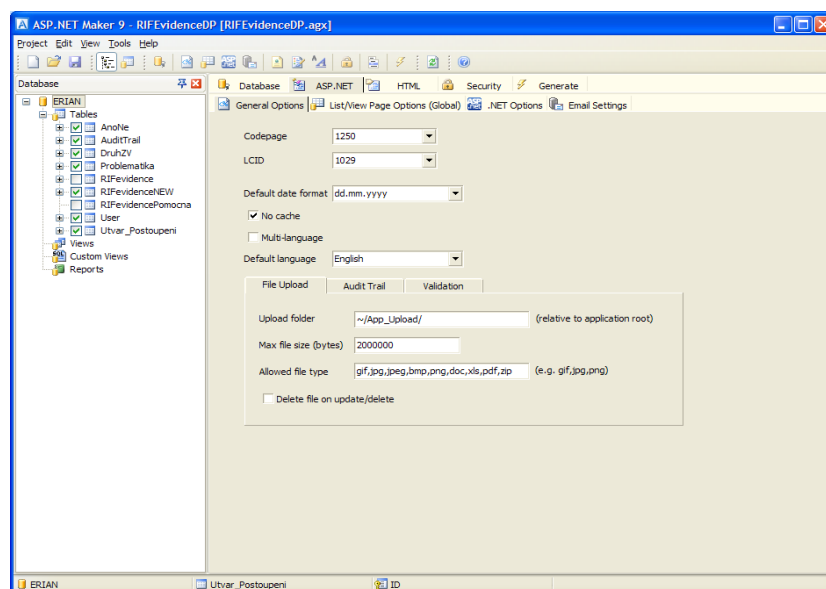 ASP.NET Maker 9 - RIFEvidenceDP [RIFEvidenceDP.agx]
Project Edit View Tools Help
Database
ERIAN
Tables
AnoNe
AuditTrail
DruhZV
Problematika
RIFevidence
RIFevidenceNEW
RIFevidencePomocna
User
Utvar_Postoupeni
Views
Custom Views
Reports
Database ASP.NET HTML Security Generate
General Options List/View Page Options (Global) .NET Options Email Settings
Codepage 1250
LCID 1029
Default date format dd.mm.yyyy
No cache
Multi-language
Default language English
File Upload Audit Trail Validation
Upload folder ~/App_Upload/ (relative to application root)
Max file size (bytes) 2000000
Allowed file type gif,jpg,jpeg,bmp,png,doc,xls,pdf,zip (e.g. gif,jpg,png)
Delete file on update/delete
ERIAN Utvar_Postoupeni ID